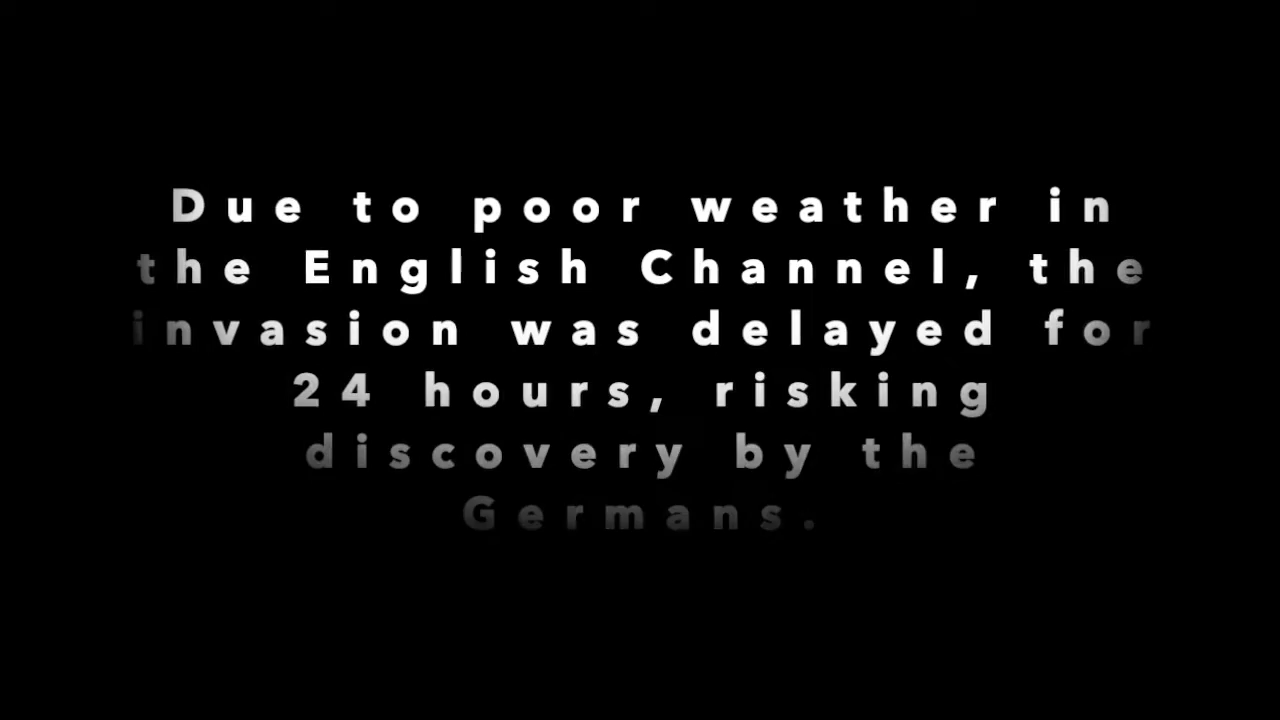 Due to poor weather in
the English Channel, the
invasion was delayed for
24 hours, risking
discovery by the
Germans.